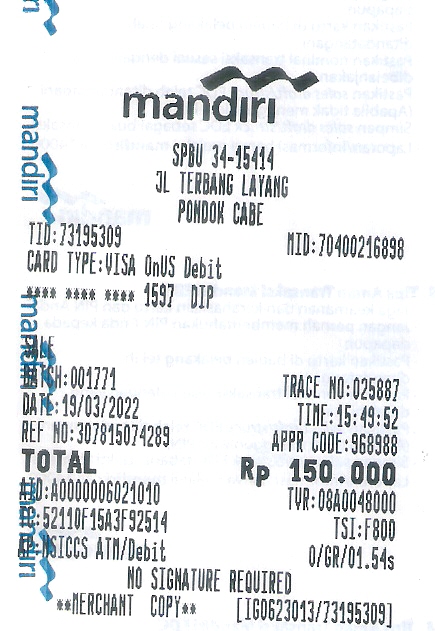 mandiri
SPBU 34-15414
JL TERBANG LAYANG
PONDOK CABE
TID:73195309 MID:70400216898
CARD TYPE:VISA OnUS Debit
**** **** **** 1597 DIP
SALE
BATCH:001771 TRACE NO:025887
DATE:19/03/2022 TIME:15:49:52
REF NO:307815074289 APPR CODE:968988
TOTAL Rp 150.000
AID:A0000006021010 TVR:08A0048000
:52110F15A3F92514 TSI:F800
NSICCS ATM/Debit 0/GR/01.54s
NO SIGNATURE REQUIRED
**MERCHANT COPY** [IG0623013/73195309]
mandiri
mandiri
mandiri